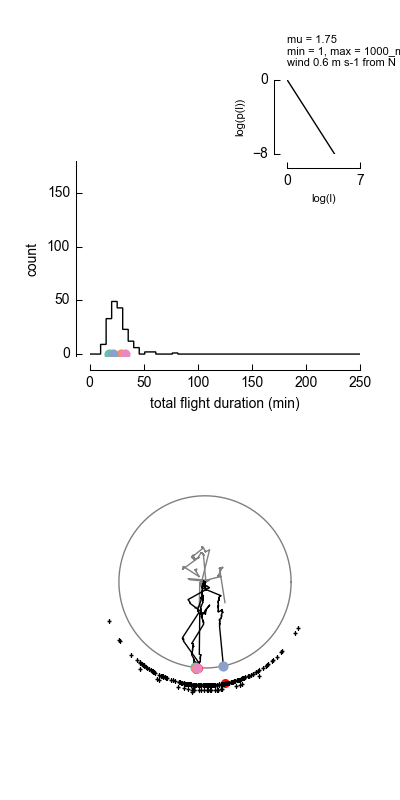 mu = 1.75
min = 1, max = 1000_m
wind 0.6 m s-1 from N
0
log(p(l))
−8
0
7
log(l)
150
count
100
50
0
0
50
100
150
200
250
total flight duration (min)